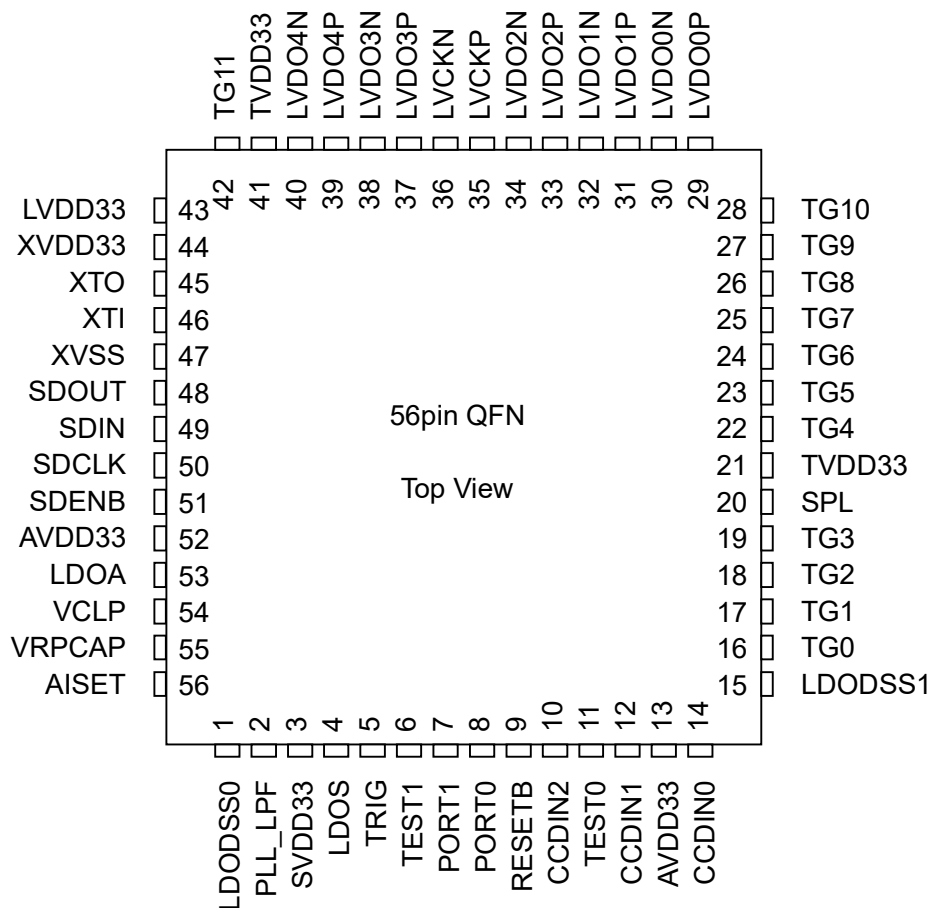 TG11
TVDD33
LVDO4N
LVDO4P
LVDO3N
LVDO3P
LVCKN
LVCKP
LVDO2N
LVDO2P
LVDO1N
LVDO1P
LVDO0N
LVDO0P
42
41
40
39
38
37
36
35
34
33
32
31
30
29
LVDD33 43
XVDD33 44
XTO 45
XTI 46
XVSS 47
SDOUT 48
SDIN 49
SDCLK 50
SDENB 51
AVDD33 52
LDOA 53
VCLP 54
VRPCAP 55
AISET 56
56pin QFN
Top View
28 TG10
27 TG9
26 TG8
25 TG7
24 TG6
23 TG5
22 TG4
21 TVDD33
20 SPL
19 TG3
18 TG2
17 TG1
16 TG0
15 LDODSS1
1
2
3
4
5
6
7
8
9
10
11
12
13
14
LDODSS0
PLL_LPF
SVDD33
LDOS
TRIG
TEST1
PORT1
PORT0
RESETB
CCDIN2
TEST0
CCDIN1
AVDD33
CCDIN0